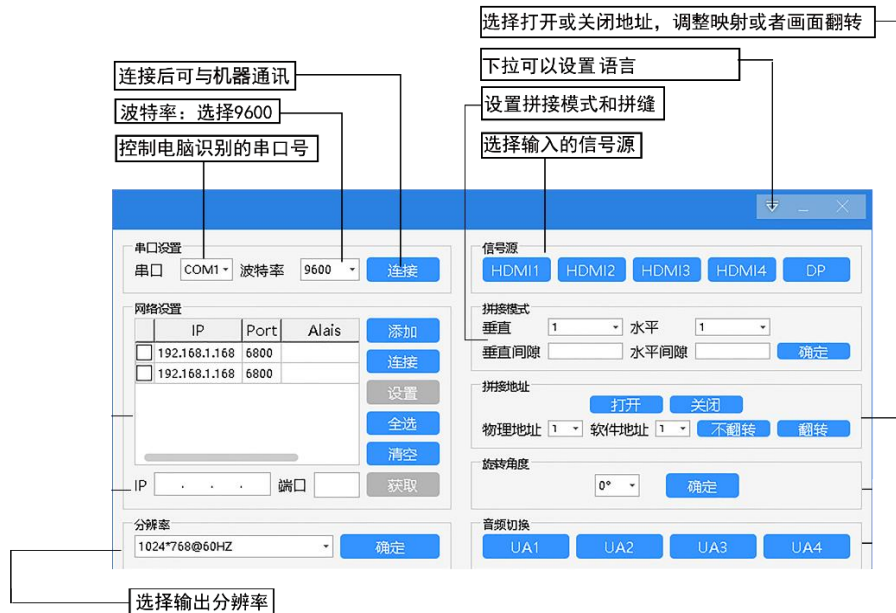 选择打开或关闭地址，调整映射或者画面翻转
连接后可与机器通讯
下拉可以设置语言
波特率：选择9600
设置拼接模式和拼缝
控制电脑识别的串口号
选择输入的信号源
串口设置
串口 COM1 波特率 9600 连接
信号源
HDMI1 HDMI2 HDMI3 HDMI4 DP
网络设置
IP Port Alais
192.168.1.168 6800
192.168.1.168 6800
添加
连接
设置
全选
清空
IP . . . 端口 获取
拼接模式
垂直 1 水平 1
垂直间隙 水平间隙 确定
拼接地址
打开 关闭
物理地址 1 软件地址 1 不翻转 翻转
旋转角度
0° 确定
分辨率
1024*768@60HZ 确定
音频切换
UA1 UA2 UA3 UA4
选择输出分辨率